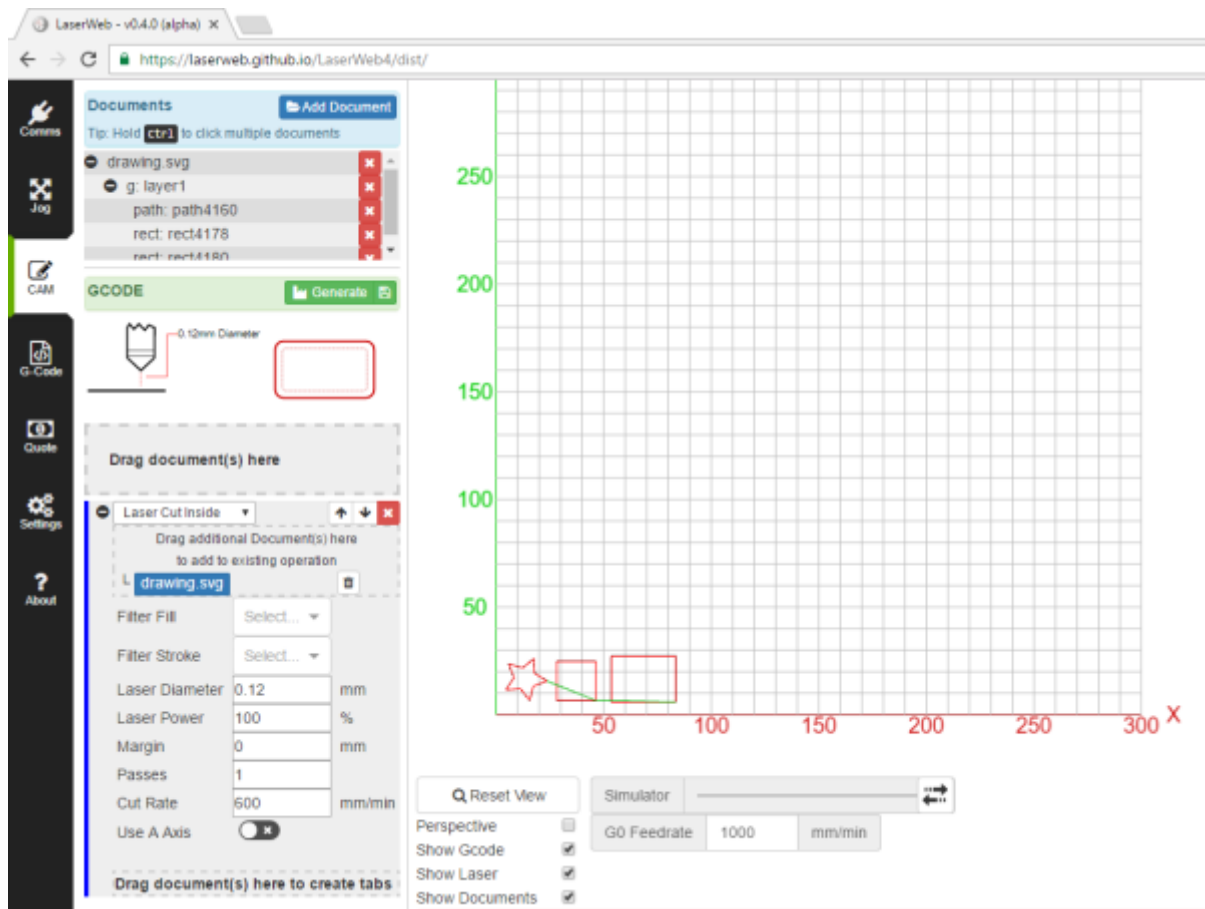 LaserWeb - v0.4.0 (alpha)
https://laserweb.github.io/LaserWeb4/dist/
Comms
Jog
CAM
G-Code
Quote
Settings
About
Documents
Add Document
Tip: Hold ctrl to click multiple documents
drawing.svg
g: layer1
path: path4160
rect: rect4178
rect: rect4180
GCODE
Generate
0.12mm Diameter
Drag document(s) here
Laser Cut Inside
Drag additional Document(s) here
to add to existing operation
drawing.svg
Filter Fill Select...
Filter Stroke Select...
Laser Diameter 0.12 mm
Laser Power 100 %
Margin 0 mm
Passes 1
Cut Rate 600 mm/min
Use A Axis
Drag document(s) here to create tabs
250
200
150
100
50
50 100 150 200 250 300 X
Reset View
Perspective
Show Gcode
Show Laser
Show Documents
Simulator
G0 Feedrate 1000 mm/min